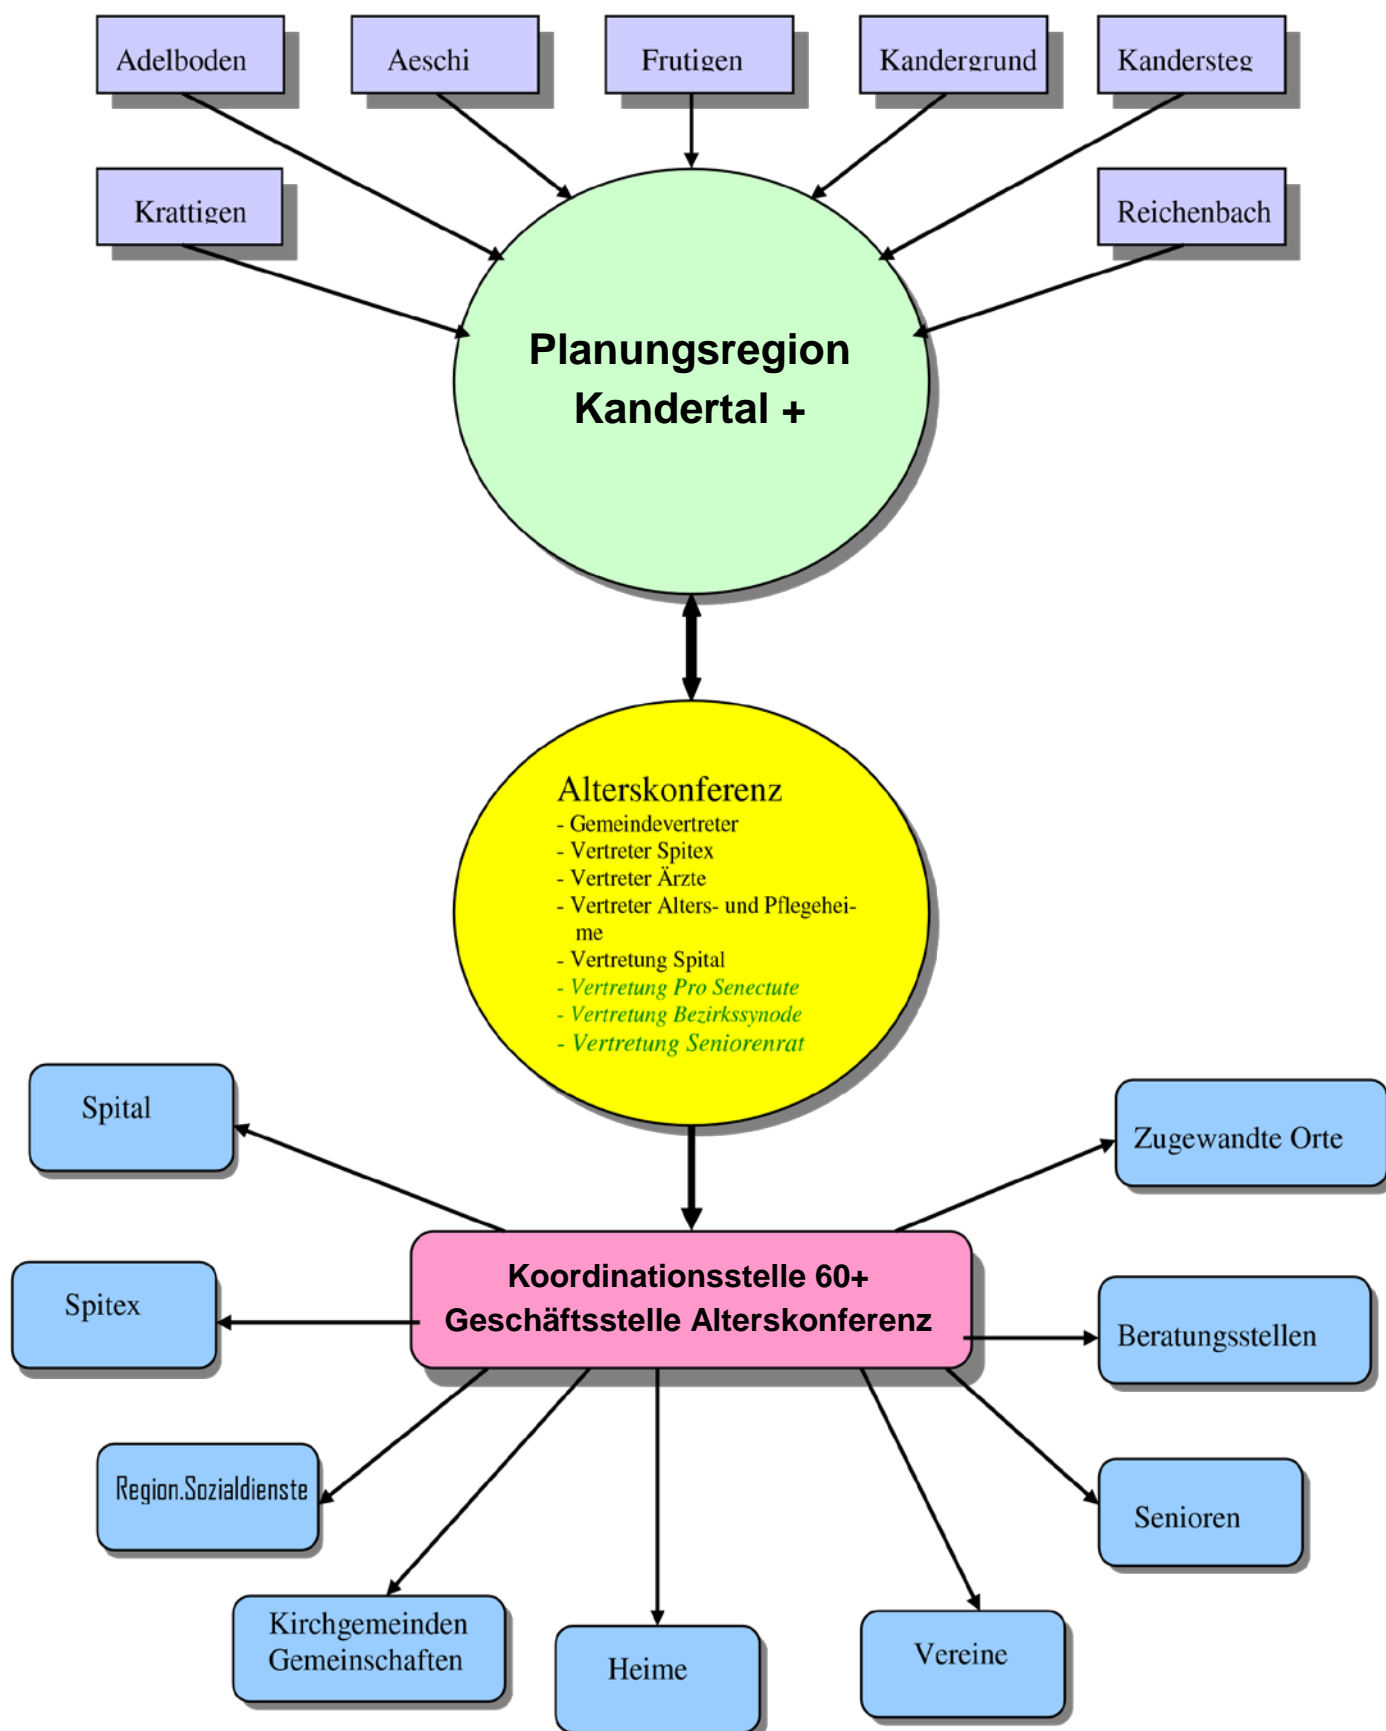 Adelboden
Aeschi
Frutigen
Kandergrund
Kandersteg
Krattigen
Reichenbach
Planungsregion
Kandertal +
Alterskonferenz
- Gemeindevertreter
- Vertreter Spitex
- Vertreter Ärzte
- Vertreter Alters- und Pflegehei-
me
- Vertretung Spital
- Vertretung Pro Senectute
- Vertretung Bezirkssynode
- Vertretung Seniorenrat
Spital
Zugewandte Orte
Koordinationsstelle 60+
Geschäftsstelle Alterskonferenz
Spitex
Beratungsstellen
Region.Sozialdienste
Senioren
Kirchgemeinden
Gemeinschaften
Heime
Vereine